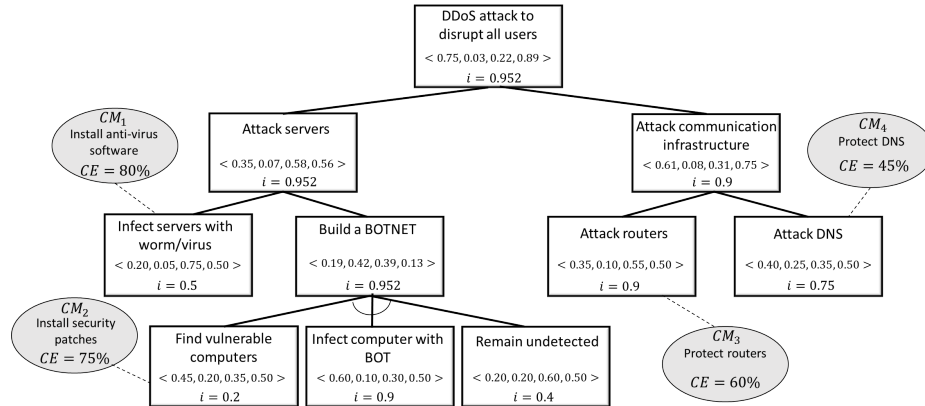 DDoS attack to
disrupt all users
< 0.75, 0.03, 0.22, 0.89 >
i = 0.952
CM₁
Install anti-virus
software
CE = 80%
Attack servers
< 0.35, 0.07, 0.58, 0.56 >
i = 0.952
Attack communication
infrastructure
< 0.61, 0.08, 0.31, 0.75 >
i = 0.9
CM₄
Protect DNS
CE = 45%
Infect servers with
worm/virus
< 0.20, 0.05, 0.75, 0.50 >
i = 0.5
Build a BOTNET
< 0.19, 0.42, 0.39, 0.13 >
i = 0.952
Attack routers
< 0.35, 0.10, 0.55, 0.50 >
i = 0.9
Attack DNS
< 0.40, 0.25, 0.35, 0.50 >
i = 0.75
CM₂
Install security
patches
CE = 75%
Find vulnerable
computers
< 0.45, 0.20, 0.35, 0.50 >
i = 0.2
Infect computer with
BOT
< 0.60, 0.10, 0.30, 0.50 >
i = 0.9
Remain undetected
< 0.20, 0.20, 0.60, 0.50 >
i = 0.4
CM₃
Protect routers
CE = 60%